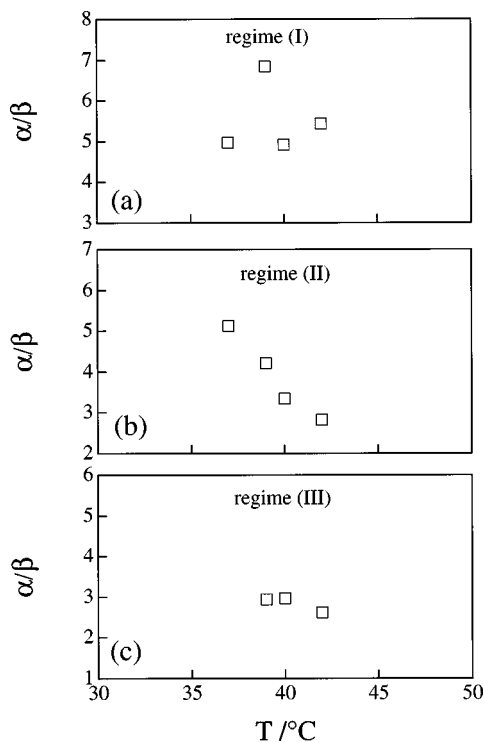 8
regime (I)
7
6
α/β
5
4
(a)
3
7
regime (II)
6
5
α/β
4
3
(b)
2
6
regime (III)
5
4
α/β
3
2
(c)
1
30 35 40 45 50
T /°C